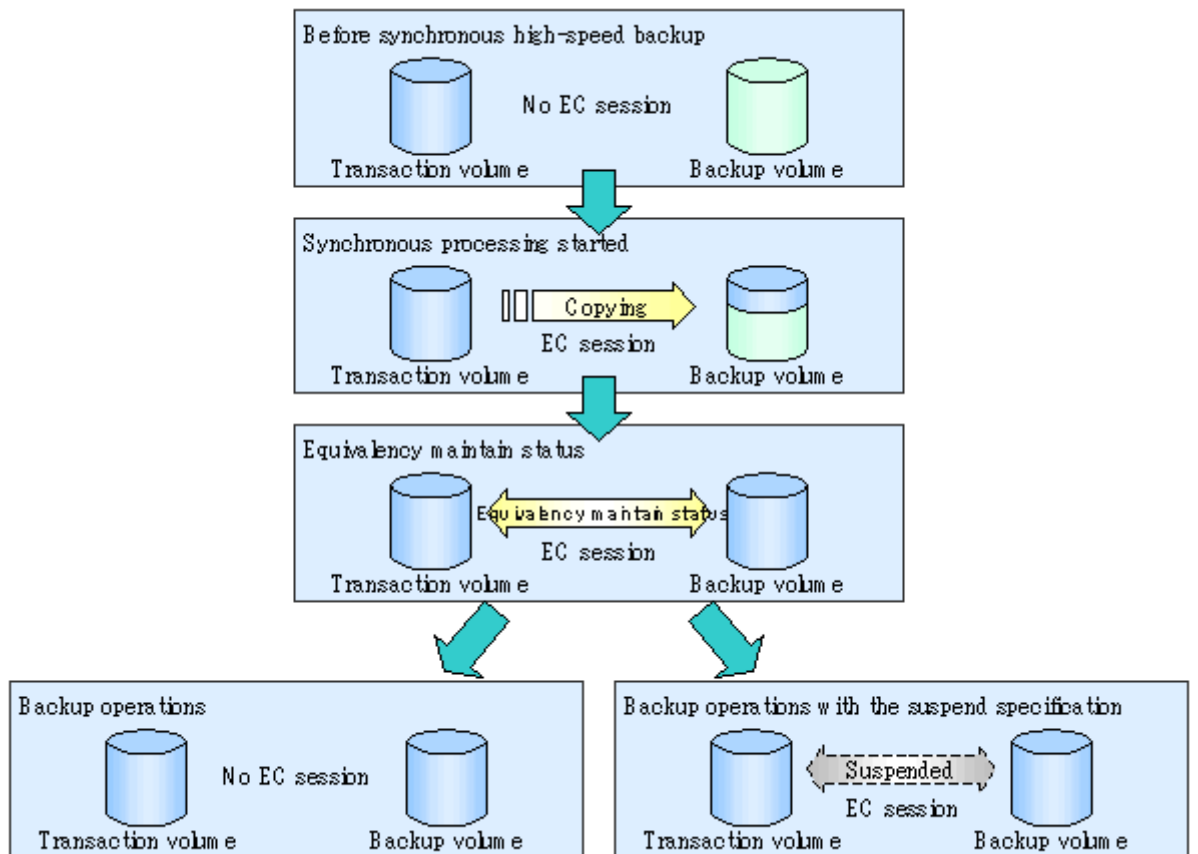 Before synchronous high-speed backup
No EC session
Transaction volume
Backup volume
Synchronous processing started
Copying
EC session
Transaction volume
Backup volume
Equivalency maintain status
Equivalency maintain status
EC session
Transaction volume
Backup volume
Backup operations
No EC session
Transaction volume
Backup volume
Backup operations with the suspend specification
Suspended
EC session
Transaction volume
Backup volume